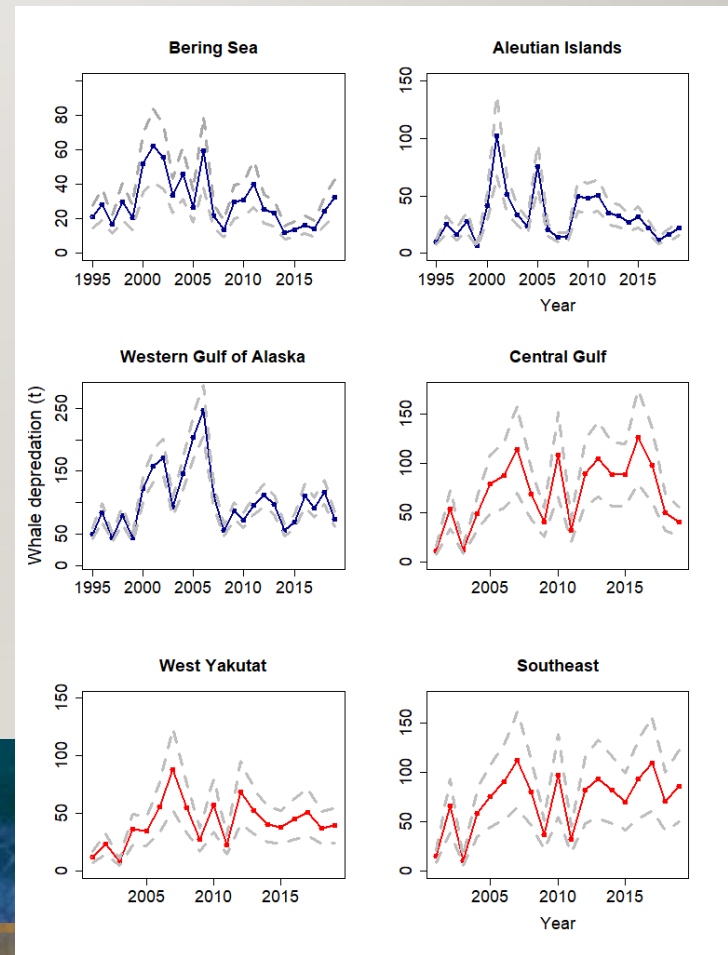 Bering Sea
0
20
40
60
80
1995 2000 2005 2010 2015
Aleutian Islands
0
50
100
150
1995 2000 2005 2010 2015
Year
Western Gulf of Alaska
Whale depredation (t)
0
50
150
250
1995 2000 2005 2010 2015
Central Gulf
0
50
100
150
2005 2010 2015
West Yakutat
0
50
100
150
2005 2010 2015
Southeast
0
50
100
150
2005 2010 2015
Year